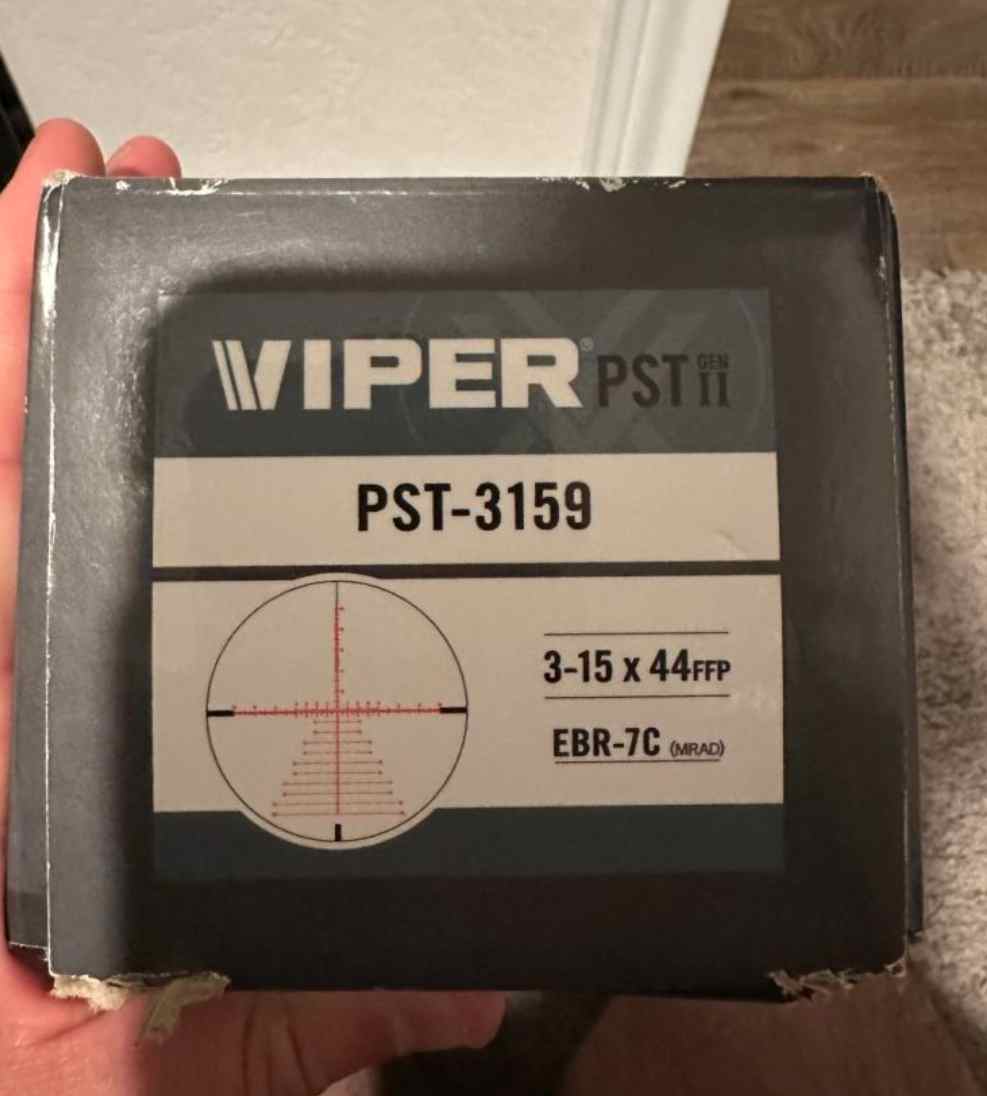 VIPER® PST GEN II
PST-3159
3-15 x 44FFP
EBR-7C (MRAD)